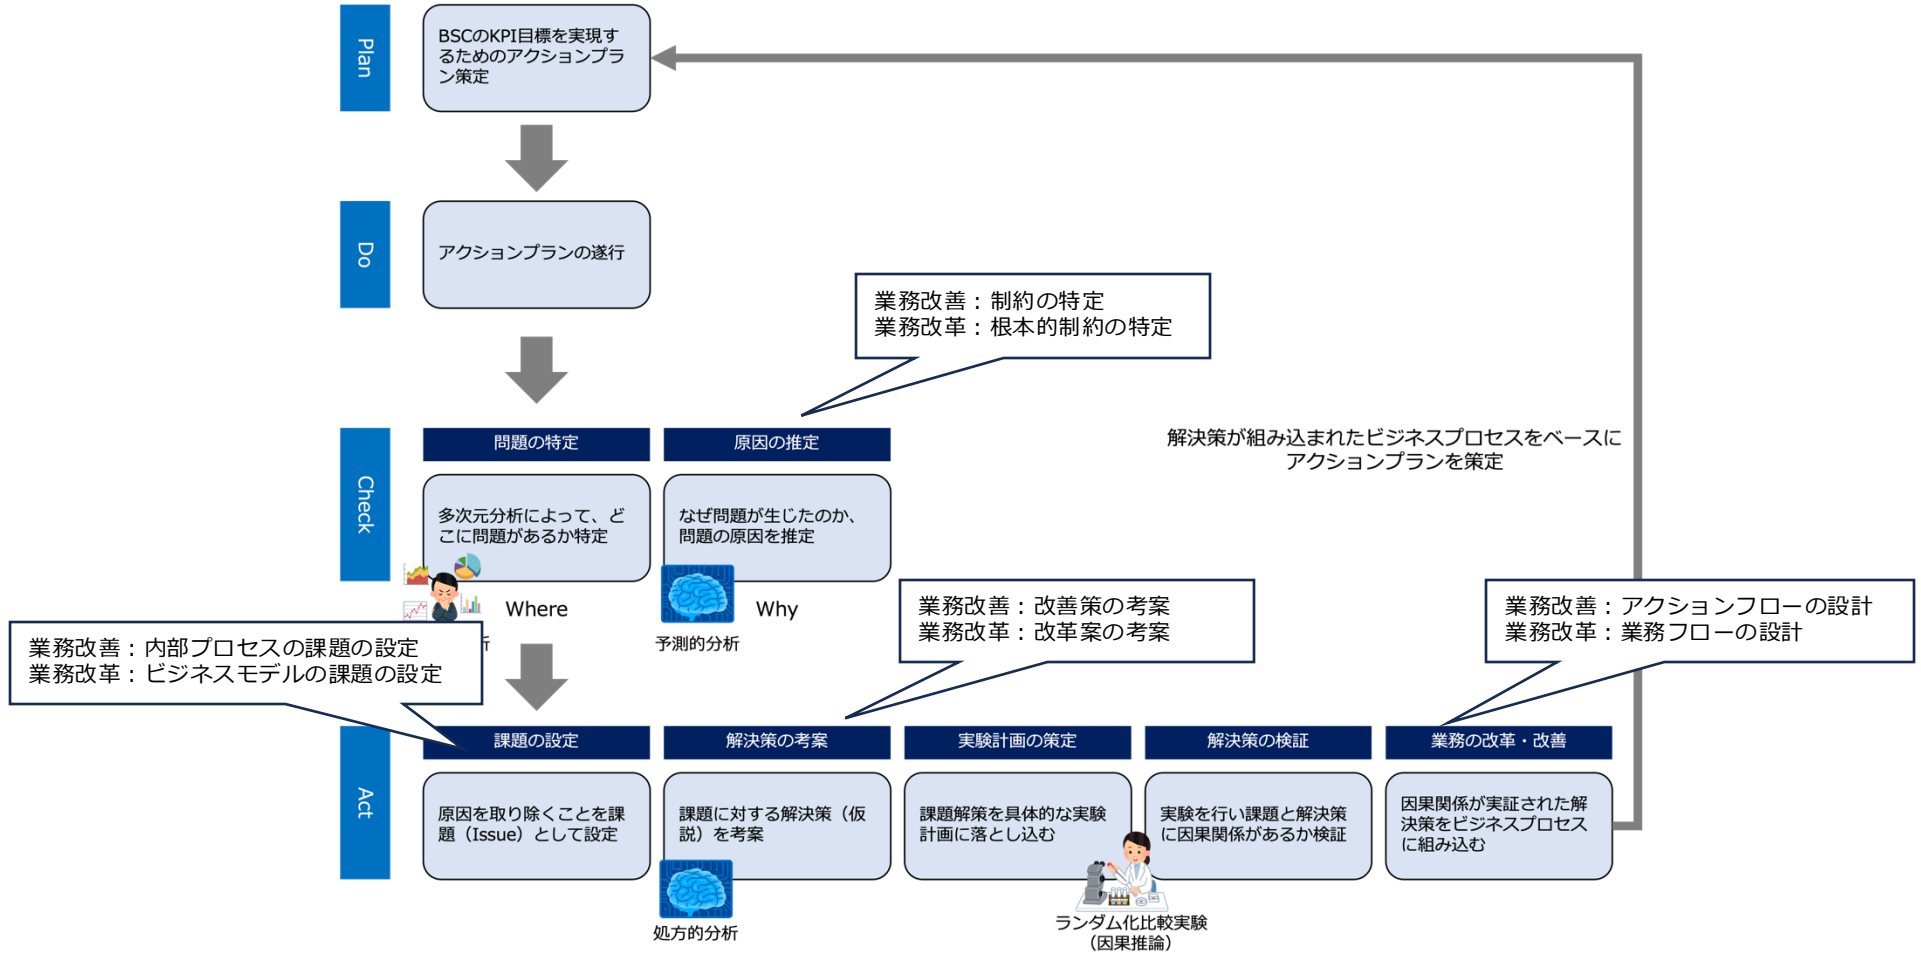 Plan
BSCのKPI目標を実現す
るためのアクションプラ
ン策定
Do
アクションプランの遂行
業務改善：制約の特定
業務改革：根本的制約の特定
解決策が組み込まれたビジネスプロセスをベースに
アクションプランを策定
Check
問題の特定
原因の推定
多次元分析によって、ど
こに問題があるか特定
なぜ問題が生じたのか、
問題の原因を推定
Where
Why
析
予測的分析
業務改善：改善策の考案
業務改革：改革案の考案
業務改善：アクションフローの設計
業務改革：業務フローの設計
業務改善：内部プロセスの課題の設定
業務改革：ビジネスモデルの課題の設定
Act
課題の設定
解決策の考案
実験計画の策定
解決策の検証
業務の改革・改善
原因を取り除くことを課
題（Issue）として設定
課題に対する解決策（仮
説）を考案
課題解策を具体的な実験
計画に落とし込む
実験を行い課題と解決策
に因果関係があるか検証
因果関係が実証された解
決策をビジネスプロセス
に組み込む
処方的分析
ランダム化比較実験
（因果推論）